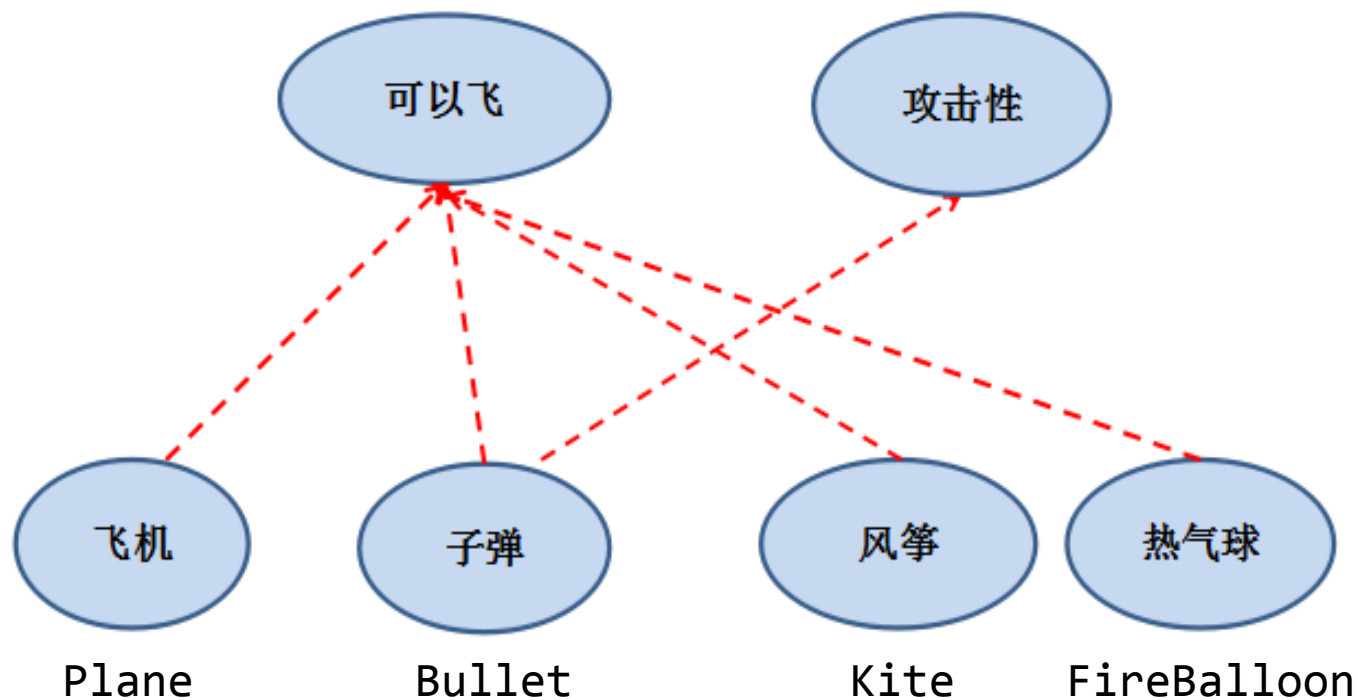 可以飞
攻击性
飞机
子弹
风筝
热气球
Plane
Bullet
Kite
FireBalloon